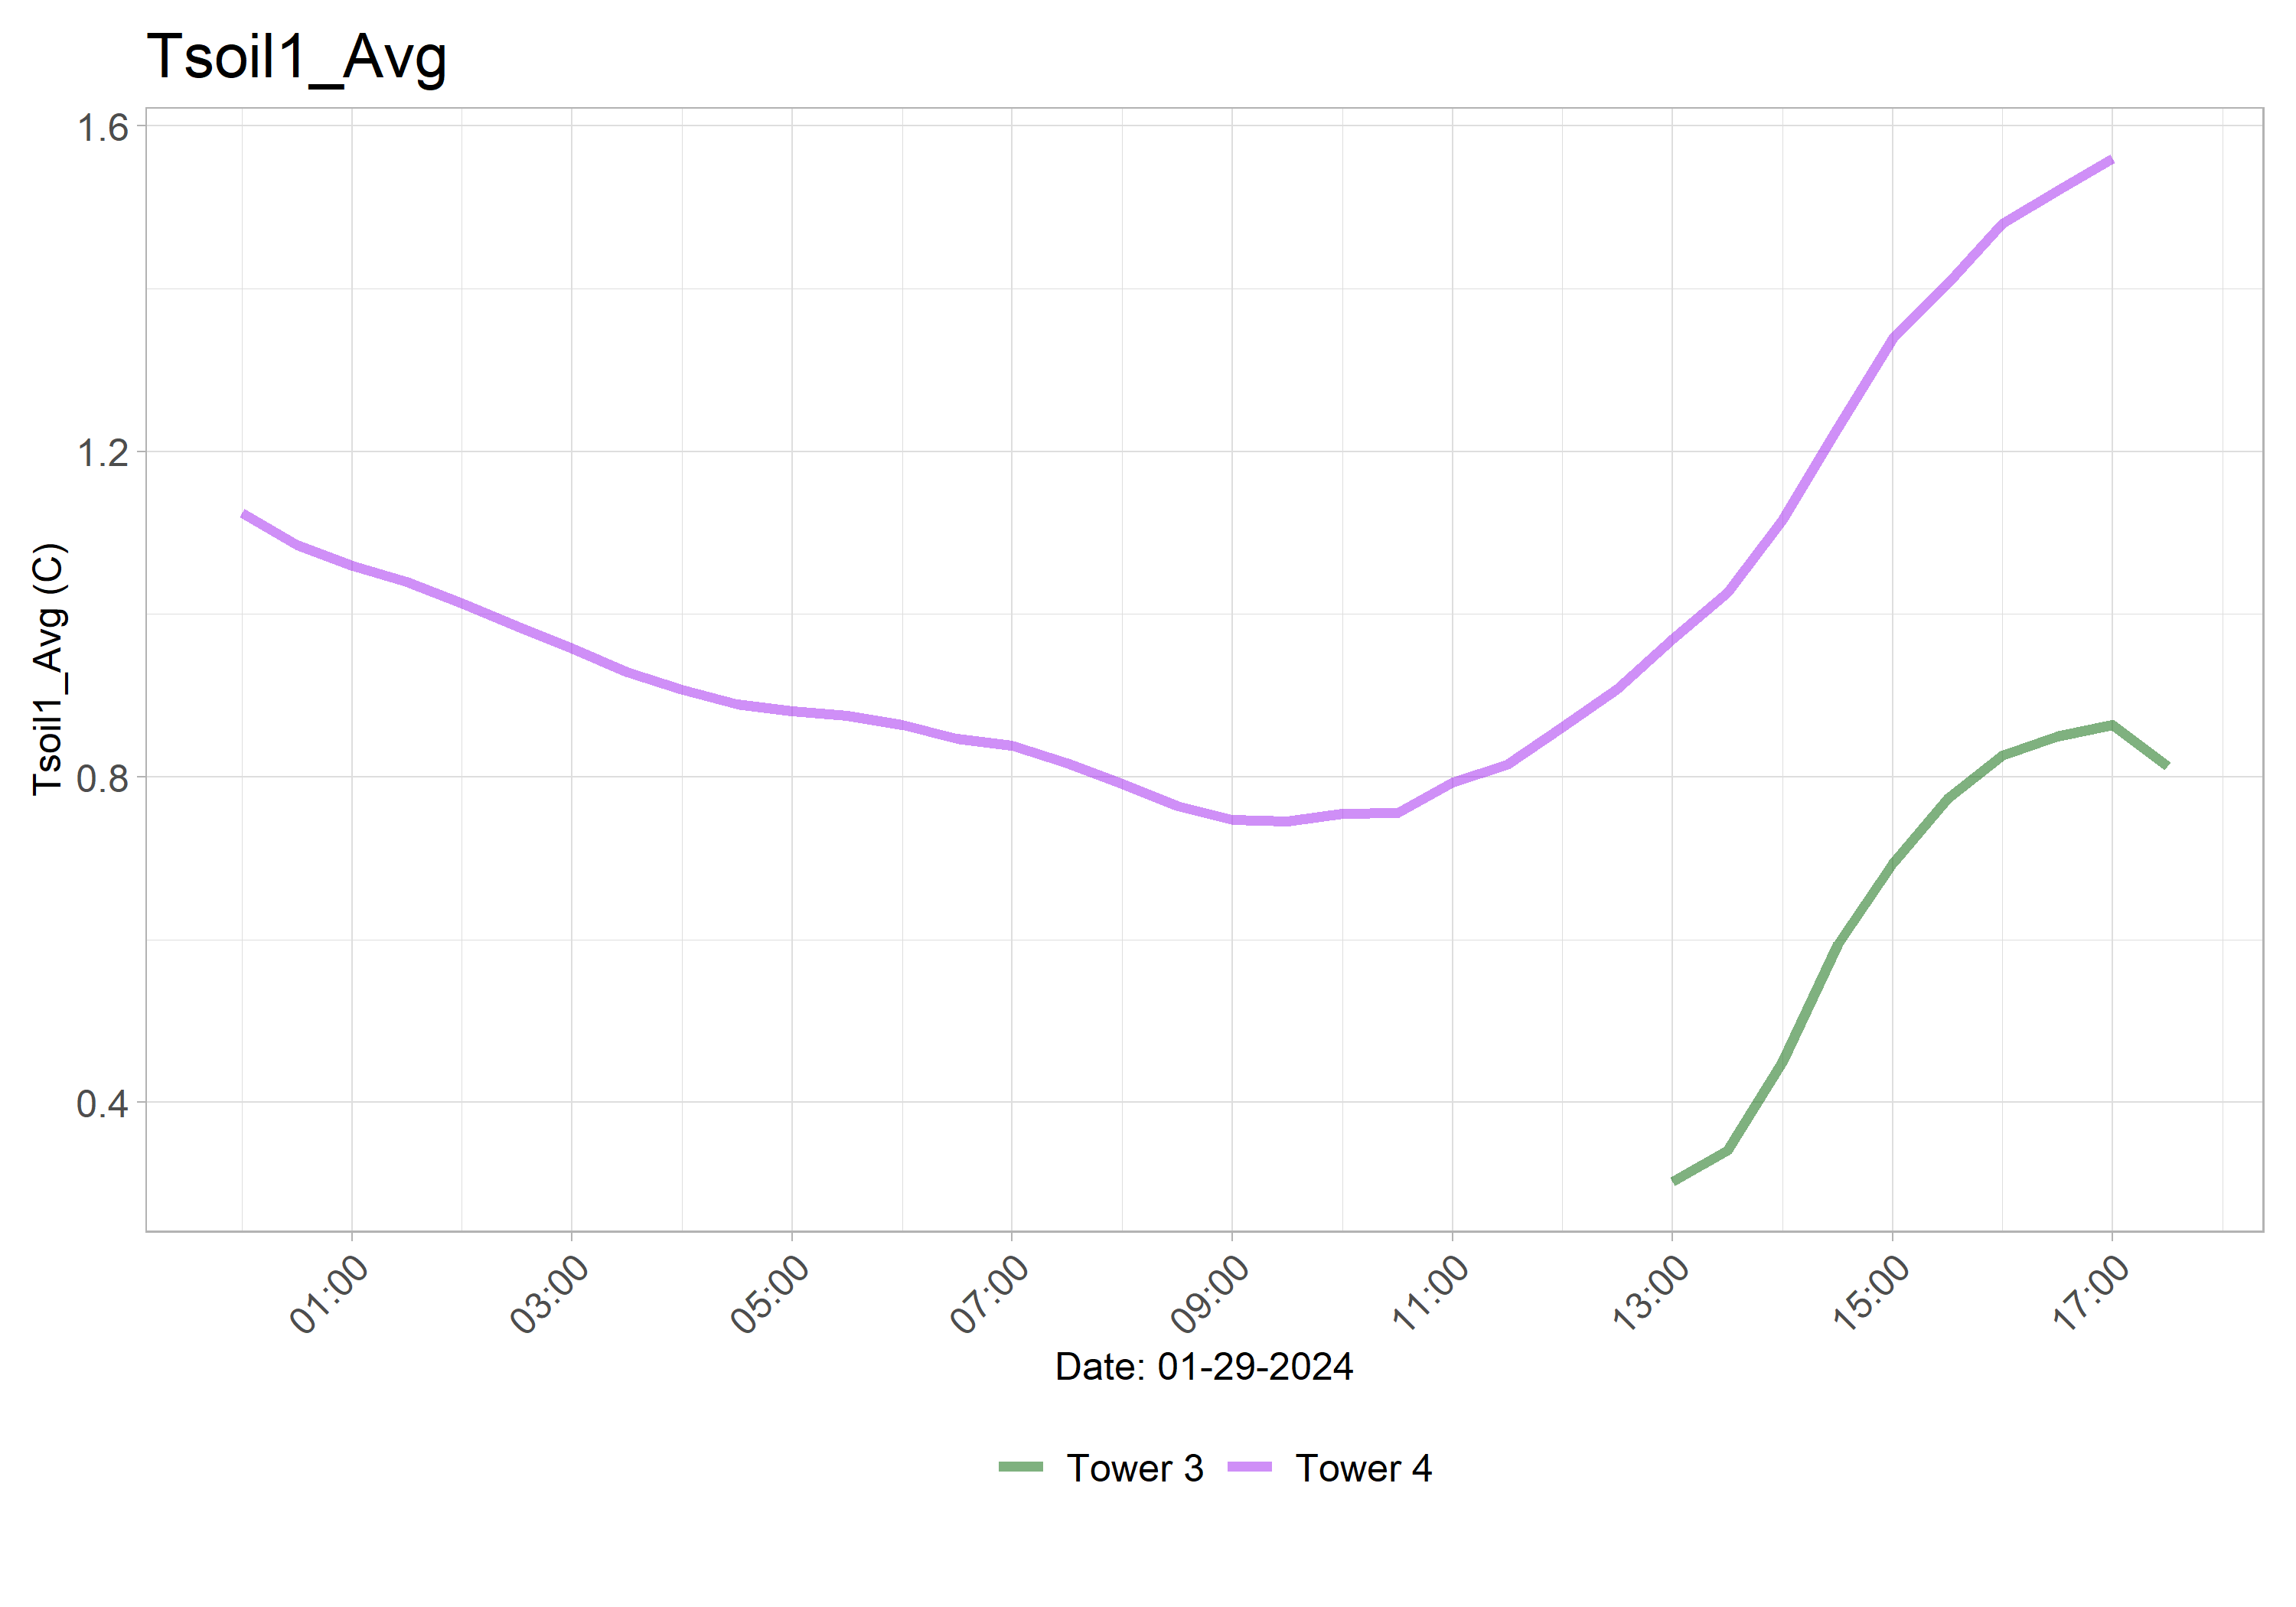 Tsoil1_Avg
1.6
1.2
0.8
0.4
Tsoil1_Avg (C)
01:00 03:00 05:00 07:00 09:00 11:00 13:00 15:00 17:00
Date: 01-29-2024
Tower 3 Tower 4